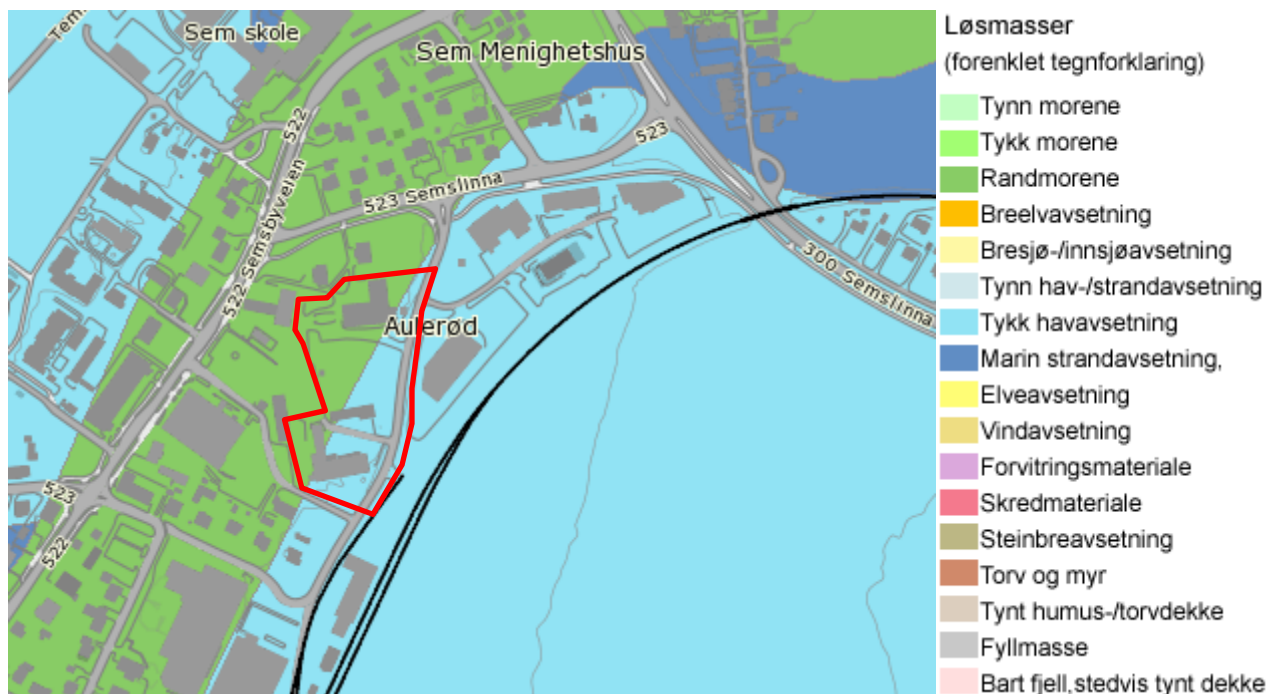 Tem
Sem skole
Sem Menighetshus
522
522 Semsbyveien
523
523 Semslinna
300 Semslinna
Aulerød
523
522
Løsmasser
(forenklet tegnforklaring)
Tynn morene
Tykk morene
Randmorene
Breelvavsetning
Bresjø-/innsjøavsetning
Tynn hav-/strandavsetning
Tykk havavsetning
Marin strandavsetning,
Elveavsetning
Vindavsetning
Forvitringsmateriale
Skredmateriale
Steinbreavsetning
Torv og myr
Tynt humus-/torvdekke
Fyllmasse
Bart fjell,stedvis tynt dekke